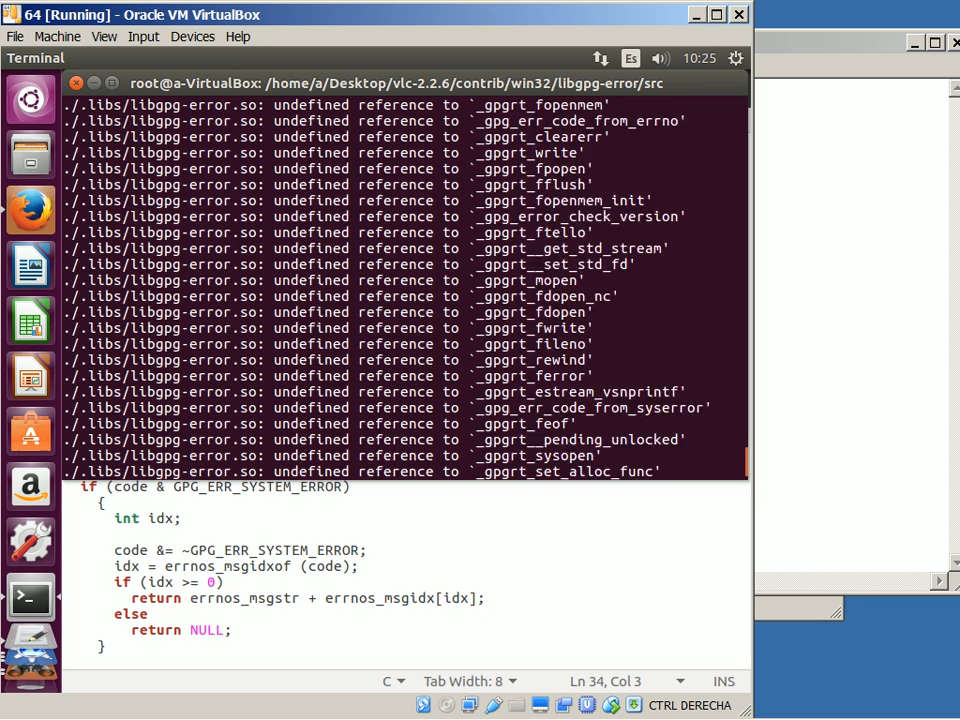 64 [Running] - Oracle VM VirtualBox
File Machine View Input Devices Help
Terminal
Es
10:25
root@a-VirtualBox: /home/a/Desktop/vlc-2.2.6/contrib/win32/libgpg-error/src
./.libs/libgpg-error.so: undefined reference to `_gpgrt_fopenmem'
./.libs/libgpg-error.so: undefined reference to `_gpg_err_code_from_errno'
./.libs/libgpg-error.so: undefined reference to `_gpgrt_clearerr'
./.libs/libgpg-error.so: undefined reference to `_gpgrt_write'
./.libs/libgpg-error.so: undefined reference to `_gpgrt_fpopen'
./.libs/libgpg-error.so: undefined reference to `_gpgrt_fflush'
./.libs/libgpg-error.so: undefined reference to `_gpgrt_fopenmem_init'
./.libs/libgpg-error.so: undefined reference to `_gpg_error_check_version'
./.libs/libgpg-error.so: undefined reference to `_gpgrt_ftello'
./.libs/libgpg-error.so: undefined reference to `_gpgrt__get_std_stream'
./.libs/libgpg-error.so: undefined reference to `_gpgrt__set_std_fd'
./.libs/libgpg-error.so: undefined reference to `_gpgrt_mopen'
./.libs/libgpg-error.so: undefined reference to `_gpgrt_fdopen_nc'
./.libs/libgpg-error.so: undefined reference to `_gpgrt_fdopen'
./.libs/libgpg-error.so: undefined reference to `_gpgrt_fwrite'
./.libs/libgpg-error.so: undefined reference to `_gpgrt_fileno'
./.libs/libgpg-error.so: undefined reference to `_gpgrt_rewind'
./.libs/libgpg-error.so: undefined reference to `_gpgrt_ferror'
./.libs/libgpg-error.so: undefined reference to `_gpgrt_estream_vsnprintf'
./.libs/libgpg-error.so: undefined reference to `_gpg_err_code_from_syserror'
./.libs/libgpg-error.so: undefined reference to `_gpgrt_feof'
./.libs/libgpg-error.so: undefined reference to `_gpgrt__pending_unlocked'
./.libs/libgpg-error.so: undefined reference to `_gpgrt_sysopen'
./.libs/libgpg-error.so: undefined reference to `_gpgrt_set_alloc_func'
if (code & GPG_ERR_SYSTEM_ERROR)
{
int idx;
code &= ~GPG_ERR_SYSTEM_ERROR;
idx = errnos_msgidxof (code);
if (idx >= 0)
return errnos_msgstr + errnos_msgidx[idx];
else
return NULL;
}
C Tab Width: 8 Ln 34, Col 3 INS
CTRL DERECHA